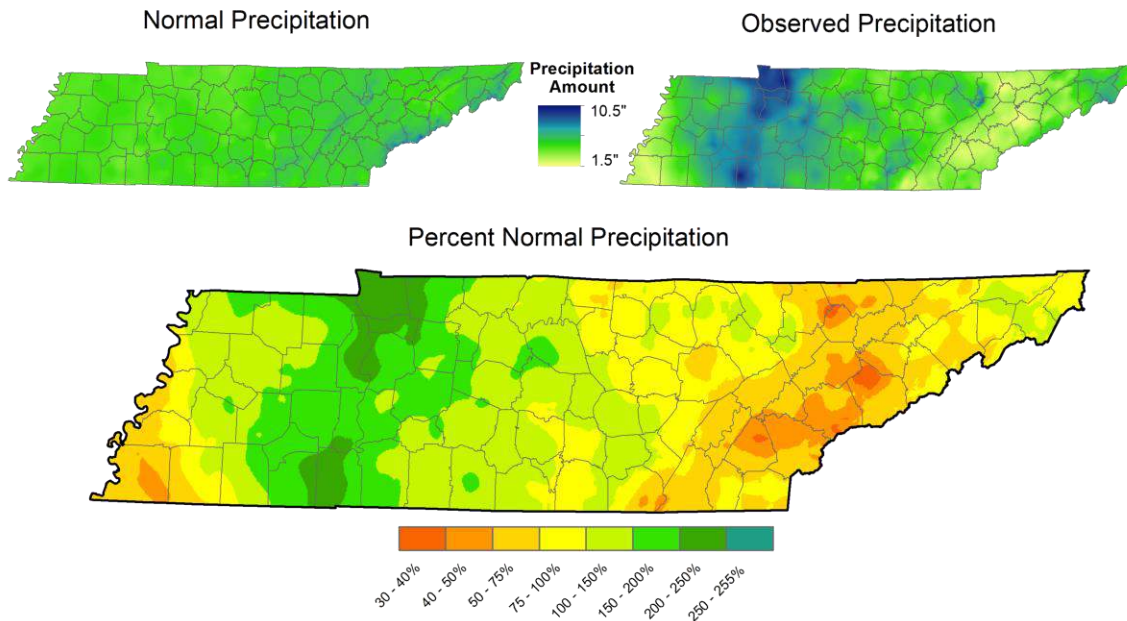 Normal Precipitation
Observed Precipitation
Precipitation
Amount
10.5"
1.5"
Percent Normal Precipitation
30 - 40%
40 - 50%
50 - 75%
75 - 100%
100 - 150%
150 - 200%
200 - 250%
250 - 255%